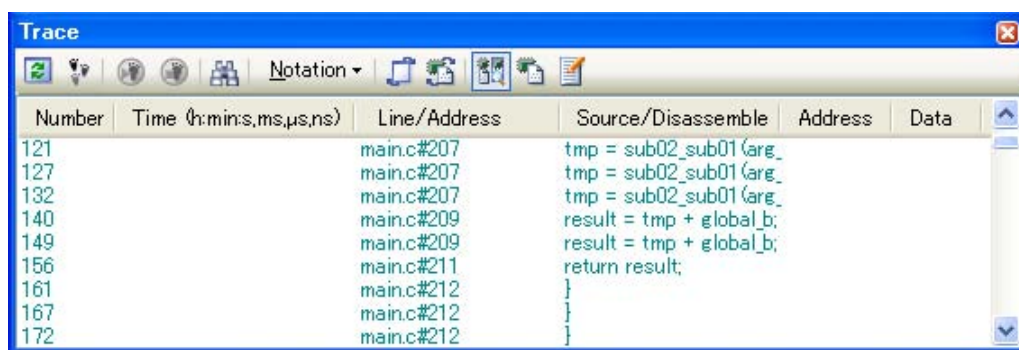 Trace
Notation
Number Time (h:min:s,ms,μs,ns) Line/Address Source/Disassemble Address Data
121 main.c#207 tmp = sub02_sub01(arg_
127 main.c#207 tmp = sub02_sub01(arg_
132 main.c#207 tmp = sub02_sub01(arg_
140 main.c#209 result = tmp + global_b;
149 main.c#209 result = tmp + global_b;
156 main.c#211 return result;
161 main.c#212 }
167 main.c#212 }
172 main.c#212 }